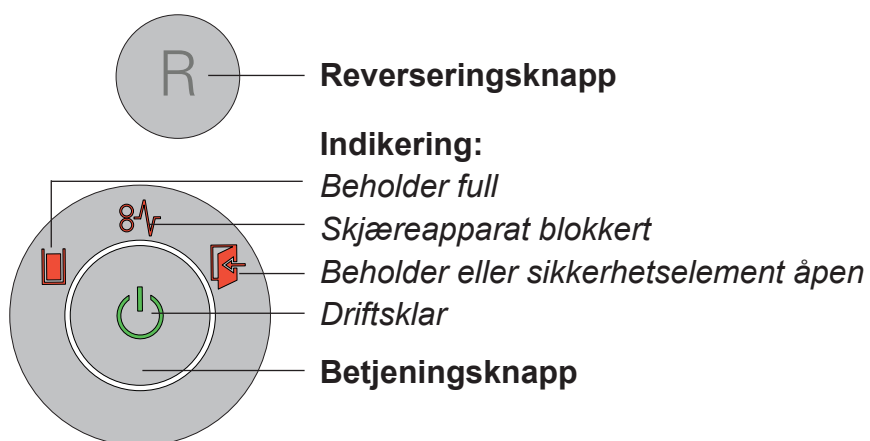 R
Reverseringsknapp
Indikering:
Beholder full
Skjæreapparat blokkert
Beholder eller sikkerhetselement åpen
Driftsklar
Betjeningsknapp